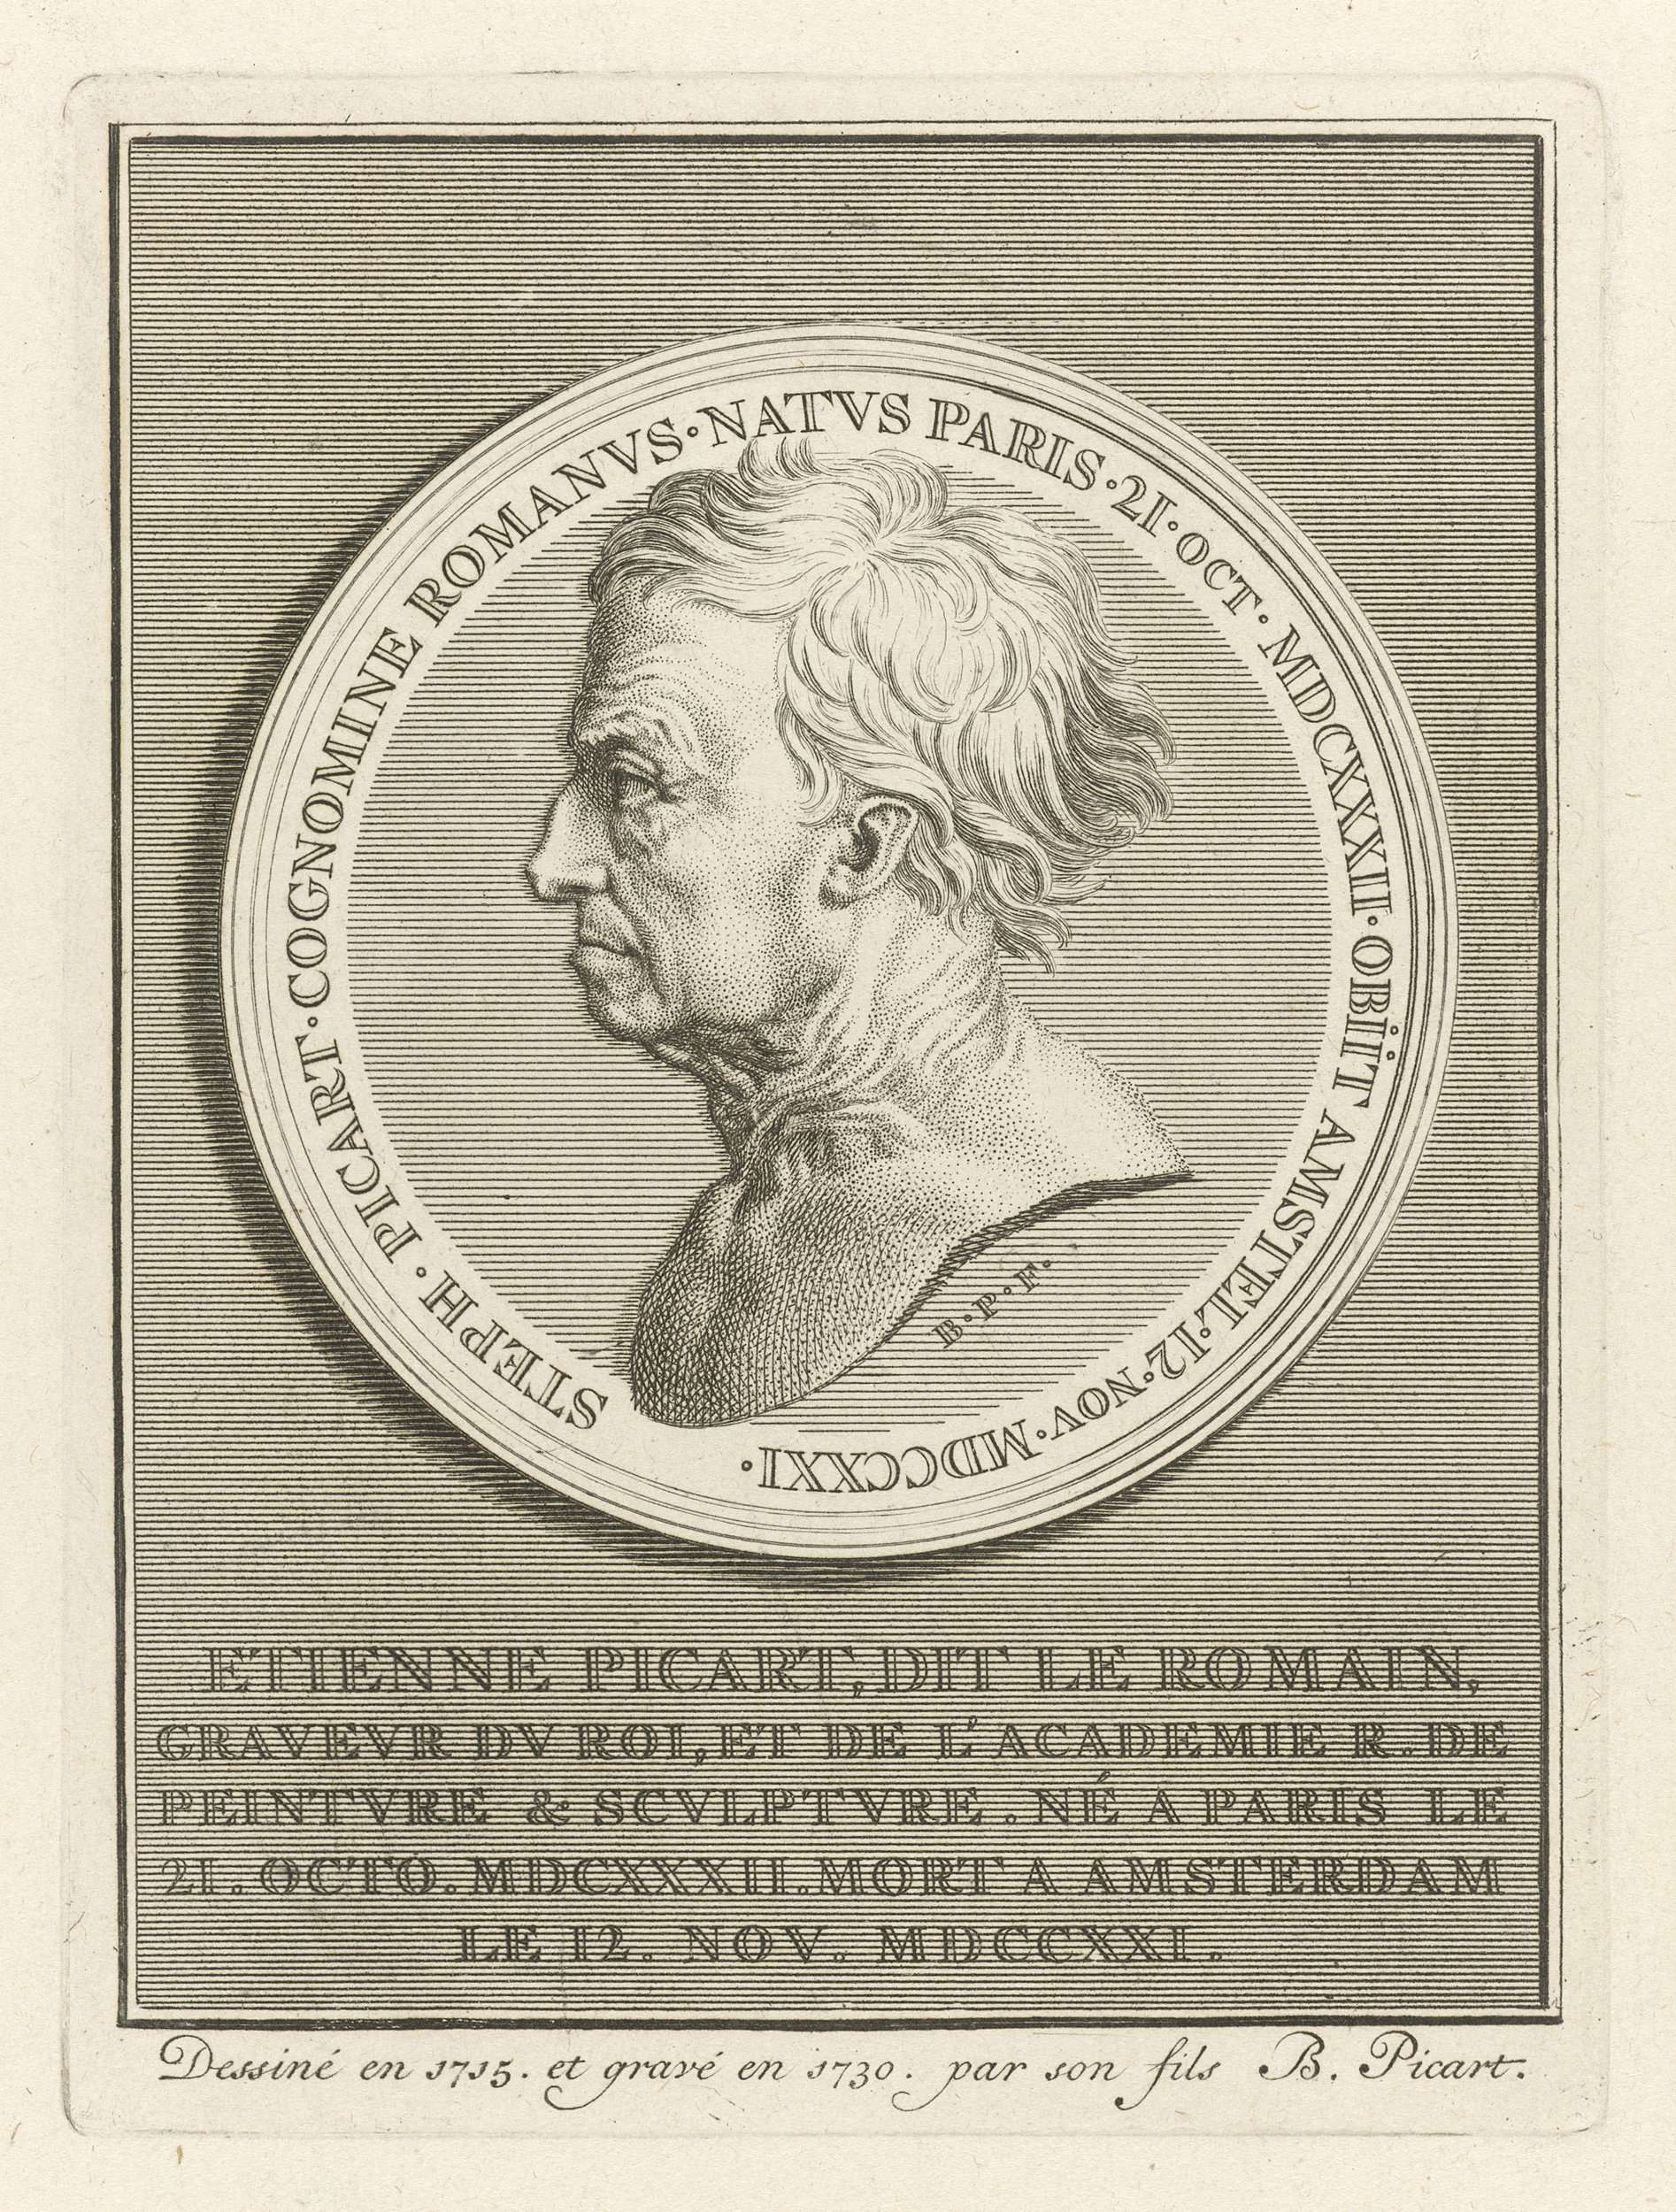 STEPH · PICART · COGNOMINE ROMANVS · NATVS PARIS · 21 · OCT · MDCXXXII · OBÏIT AMSTEL · 12 · NOV · MDCCXXI ·
B · P · F ·
ETIENNE PICART, DIT LE ROMAIN,
GRAVEVR DV ROI, ET DE L' ACADEMIE R. DE
PEINTVRE & SCVLPTVRE. NÉ A PARIS LE
21. OCTO. MDCXXXII. MORT A AMSTERDAM
LE 12. NOV. MDCCXXI.
Dessiné en 1715. et gravé en 1730. par son fils B. Picart.